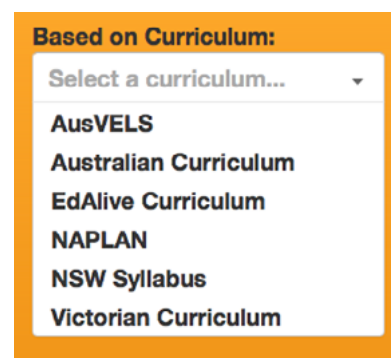 Based on Curriculum:
Select a curriculum...
AusVELS
Australian Curriculum
EdAlive Curriculum
NAPLAN
NSW Syllabus
Victorian Curriculum